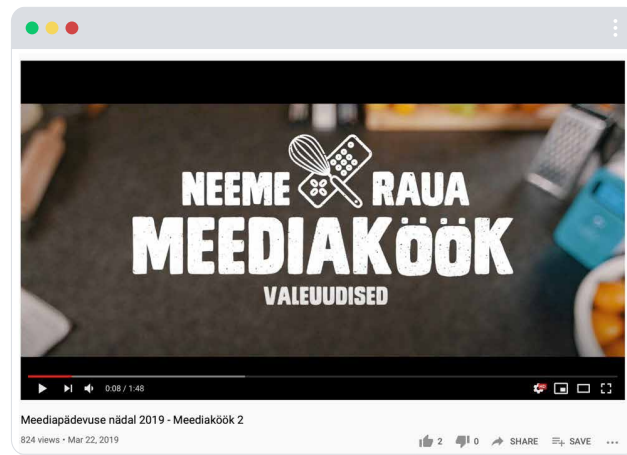 NEEME RAUA
MEEDIAKÖÖK
VALEUUDISED
0:08 / 1:48
Meediapädevuse nädal 2019 - Meediaköök 2
824 views • Mar 22, 2019
2 0 SHARE SAVE